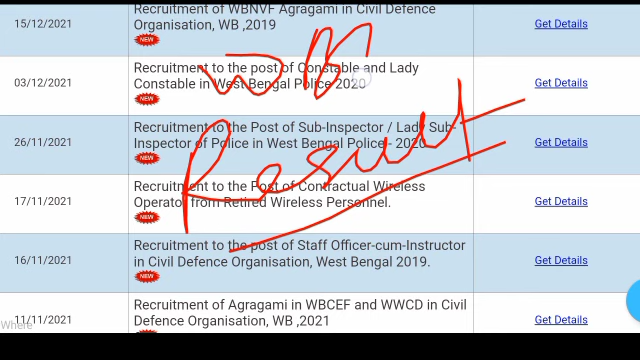 15/12/2021 Recruitment of WBNVF Agragami in Civil Defence Get Details
Organisation, WB ,2019
NEW
03/12/2021 Recruitment to the post of Constable and Lady Get Details
Constable in West Bengal Police 2020
NEW
26/11/2021 Recruitment to the Post of Sub-Inspector / Lady Sub- Get Details
Inspector of Police in West Bengal Police - 2020
NEW
17/11/2021 Recruitment to the Post of Contractual Wireless Get Details
Operator from Retired Wireless Personnel.
NEW
16/11/2021 Recruitment to the post of Staff Officer-cum-Instructor Get Details
in Civil Defence Organisation, West Bengal 2019.
NEW
11/11/2021 Recruitment of Agragami in WBCEF and WWCD in Civil Get Details
Defence Organisation, WB ,2021
Where
Result